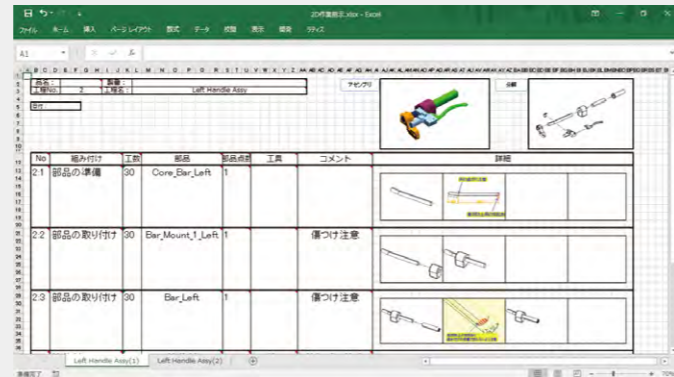 2D作業指示.xlsx - Excel
ファイル ホーム 挿入 ページレイアウト 数式 データ 校閲 表示 開発
A1
品名: 製番:
工程No. 2 工程名: Left Handle Assy
日付:
アセンブリ
分解
No 組み付け 工数 部品 部品点数 工具 コメント 詳細
2.1 部品の準備 30 Core_Bar_Left 1
2.2 部品の取り付け 30 Bar_Mount_1_Left 1 傷つけ注意
2.3 部品の取り付け 30 Bar_Left 1 傷つけ注意
Left Handle Assy(1) Left Handle Assy(2)
準備完了
70%